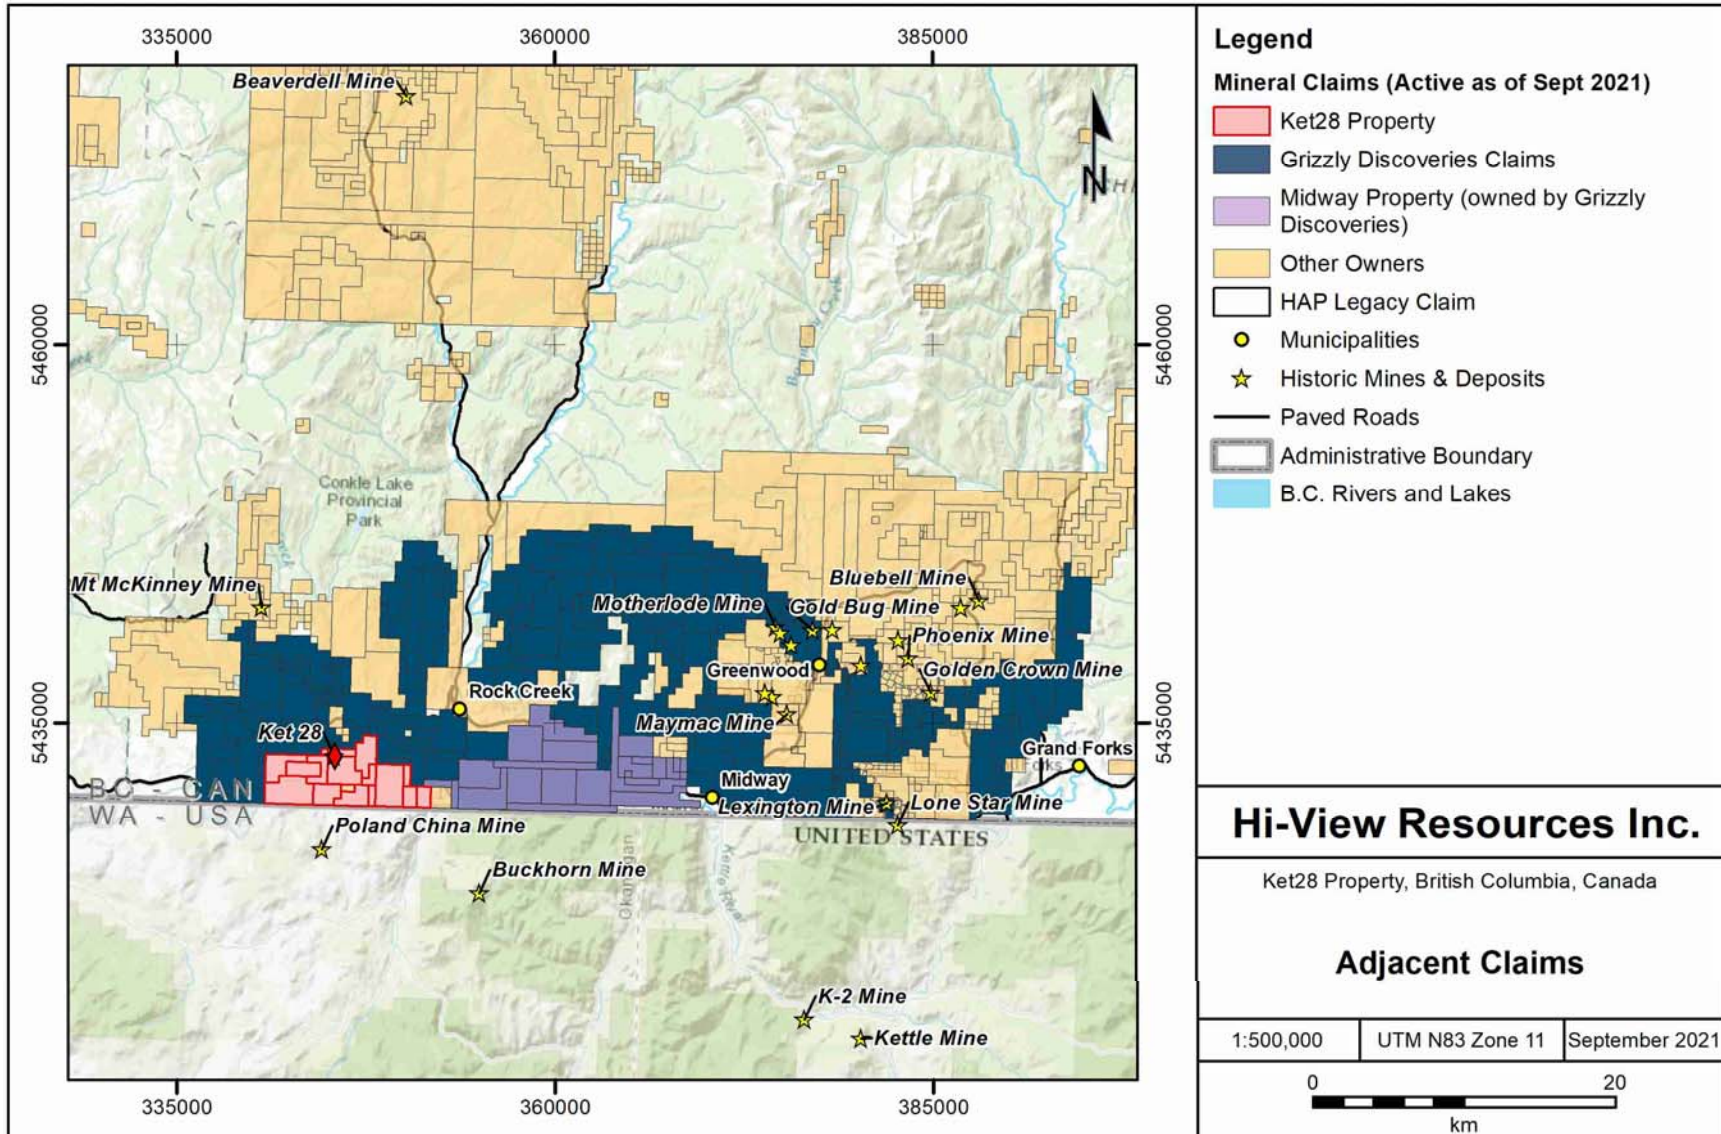 335000
360000
385000
Beaverdell Mine
N
5460000
5460000
Conkle Lake
Provincial
Park
Mt McKinney Mine
Bluebell Mine
Motherlode Mine
Gold Bug Mine
Phoenix Mine
Greenwood
Golden Crown Mine
Rock Creek
5435000
5435000
Maymac Mine
Ket 28
Grand Forks
Forks
Midway
BC - CAN
WA - USA
Lexington Mine
Lone Star Mine
UNITED STATES
Poland China Mine
Buckhorn Mine
Okanogan
Kettle River
K-2 Mine
Kettle Mine
335000
360000
385000
Legend
Mineral Claims (Active as of Sept 2021)
Ket28 Property
Grizzly Discoveries Claims
Midway Property (owned by Grizzly
Discoveries)
Other Owners
HAP Legacy Claim
Municipalities
Historic Mines & Deposits
Paved Roads
Administrative Boundary
B.C. Rivers and Lakes
Hi-View Resources Inc.
Ket28 Property, British Columbia, Canada
Adjacent Claims
1:500,000
UTM N83 Zone 11
September 2021
0
20
km